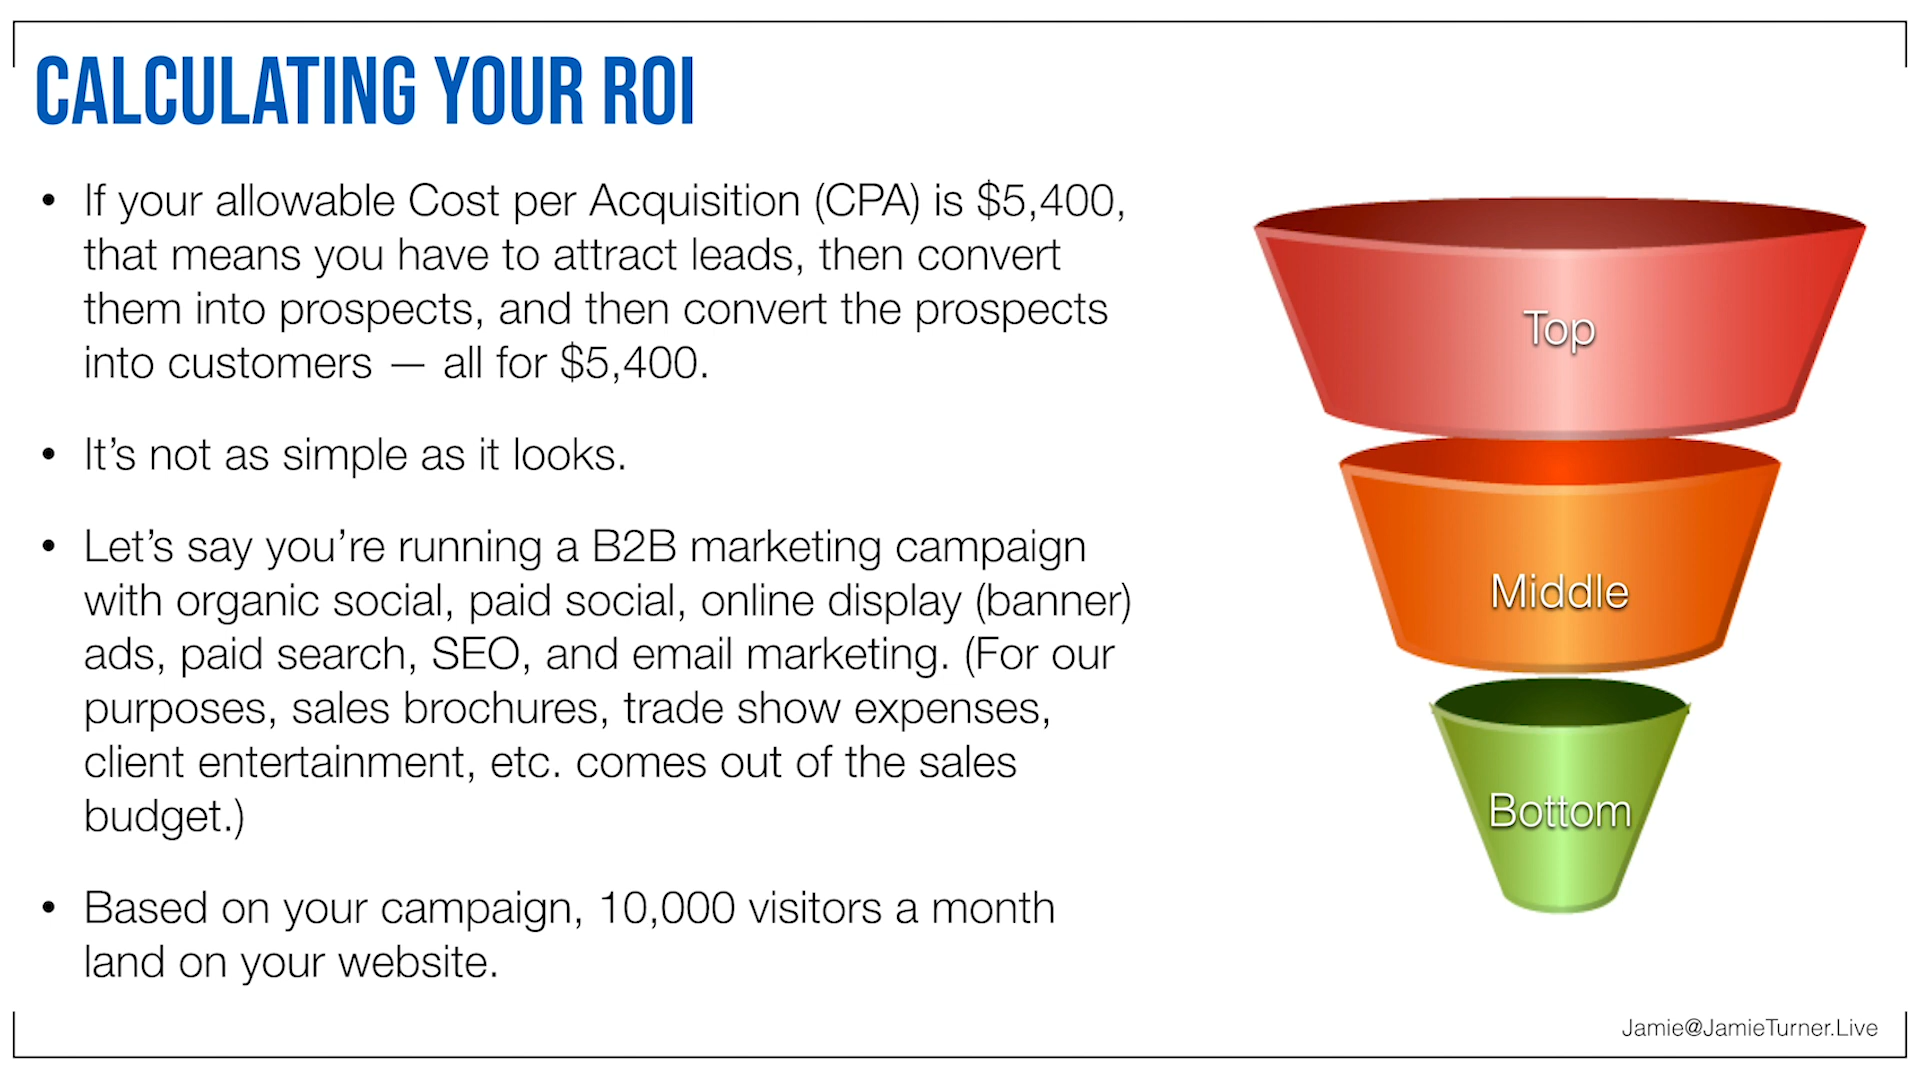 CALCULATING YOUR ROI
• If your allowable Cost per Acquisition (CPA) is $5,400,
that means you have to attract leads, then convert
them into prospects, and then convert the prospects
into customers — all for $5,400.
• It’s not as simple as it looks.
• Let’s say you’re running a B2B marketing campaign
with organic social, paid social, online display (banner)
ads, paid search, SEO, and email marketing. (For our
purposes, sales brochures, trade show expenses,
client entertainment, etc. comes out of the sales
budget.)
• Based on your campaign, 10,000 visitors a month
land on your website.
Top
Middle
Bottom
Jamie@JamieTurner.Live